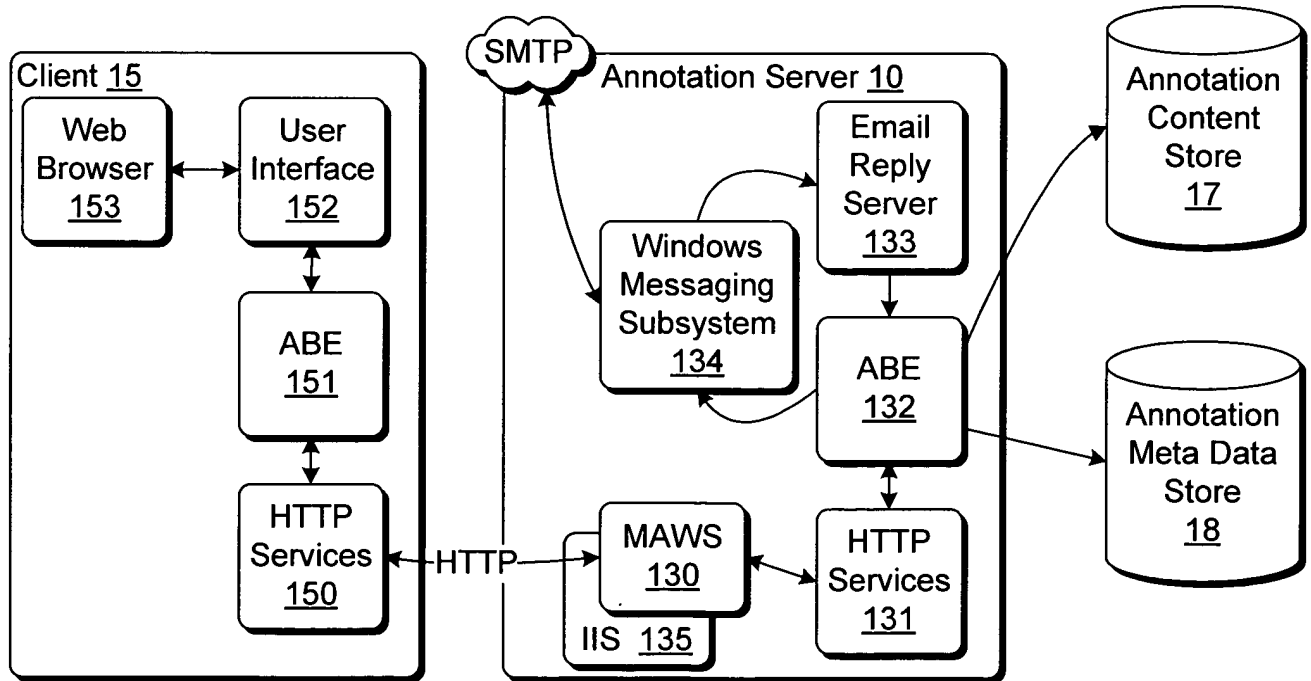 SMTP
Client 15
Web
Browser
153
User
Interface
152
ABE
151
HTTP
Services
150
HTTP
Annotation Server 10
Email
Reply
Server
133
Windows
Messaging
Subsystem
134
ABE
132
MAWS
130
IIS 135
HTTP
Services
131
Annotation
Content
Store
17
Annotation
Meta Data
Store
18